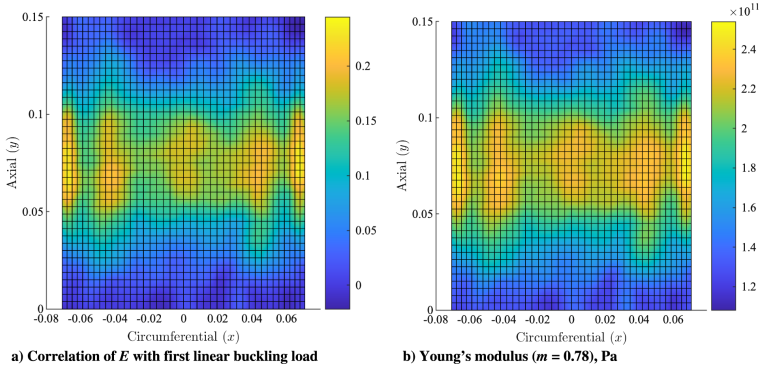 0.15
0.1
0.05
0
Axial (y)
-0.08 -0.06 -0.04 -0.02 0 0.02 0.04 0.06
Circumferential (x)
0.2
0.15
0.1
0.05
0
a) Correlation of E with first linear buckling load
0.15
0.1
0.05
0
Axial (y)
-0.08 -0.06 -0.04 -0.02 0 0.02 0.04 0.06
Circumferential (x)
×10¹¹
2.4
2.2
2
1.8
1.6
1.4
1.2
b) Young's modulus (m = 0.78), Pa